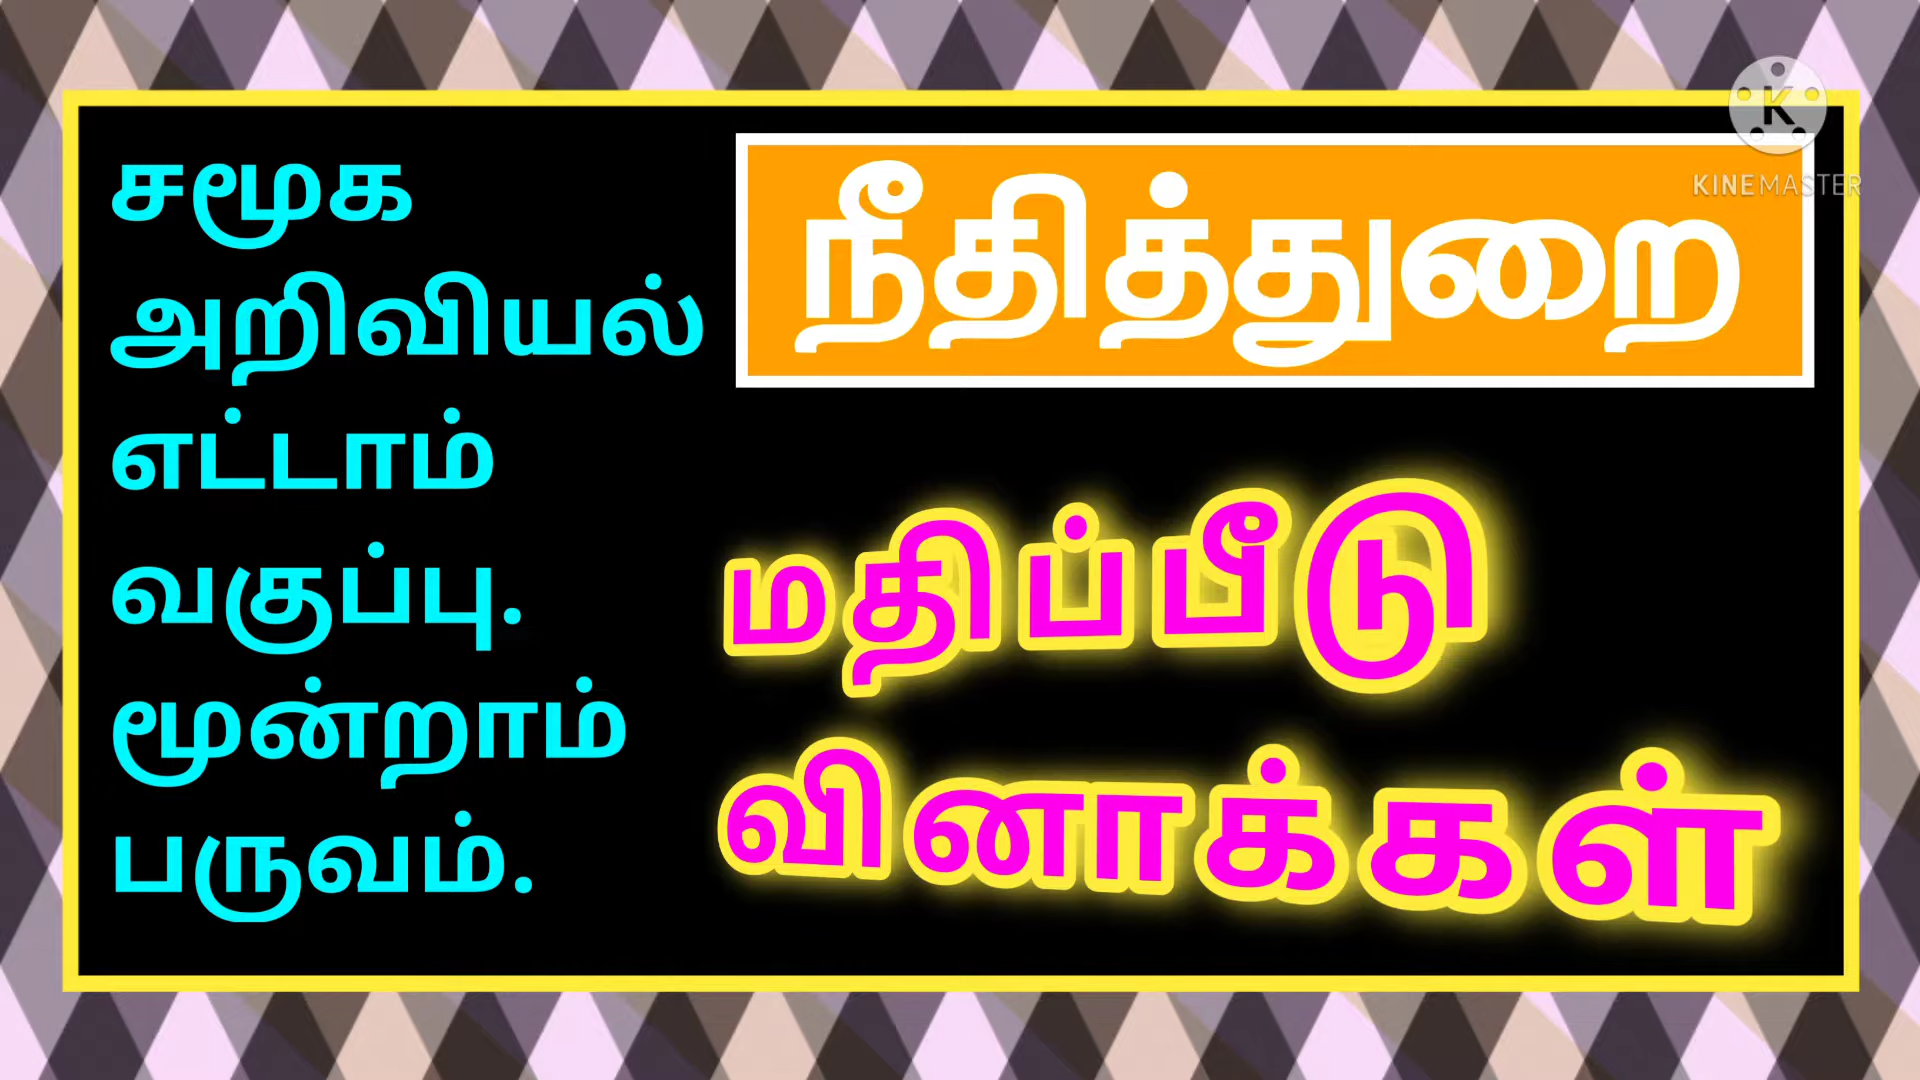 சமூக
அறிவியல்
எட்டாம்
வகுப்பு.
மூன்றாம்
பருவம்.
நீதித்துறை
மதிப்பீடு
வினாக்கள்
K
KINEMASTER